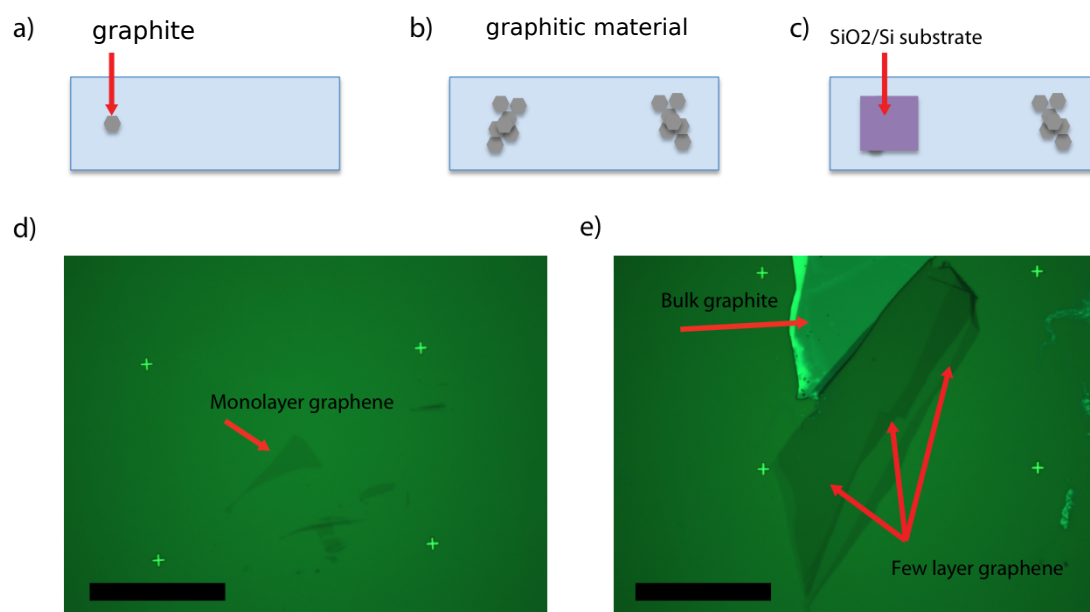 a)
graphite
b)
graphitic material
c)
SiO2/Si substrate
d)
Monolayer graphene
e)
Bulk graphite
Few layer graphene